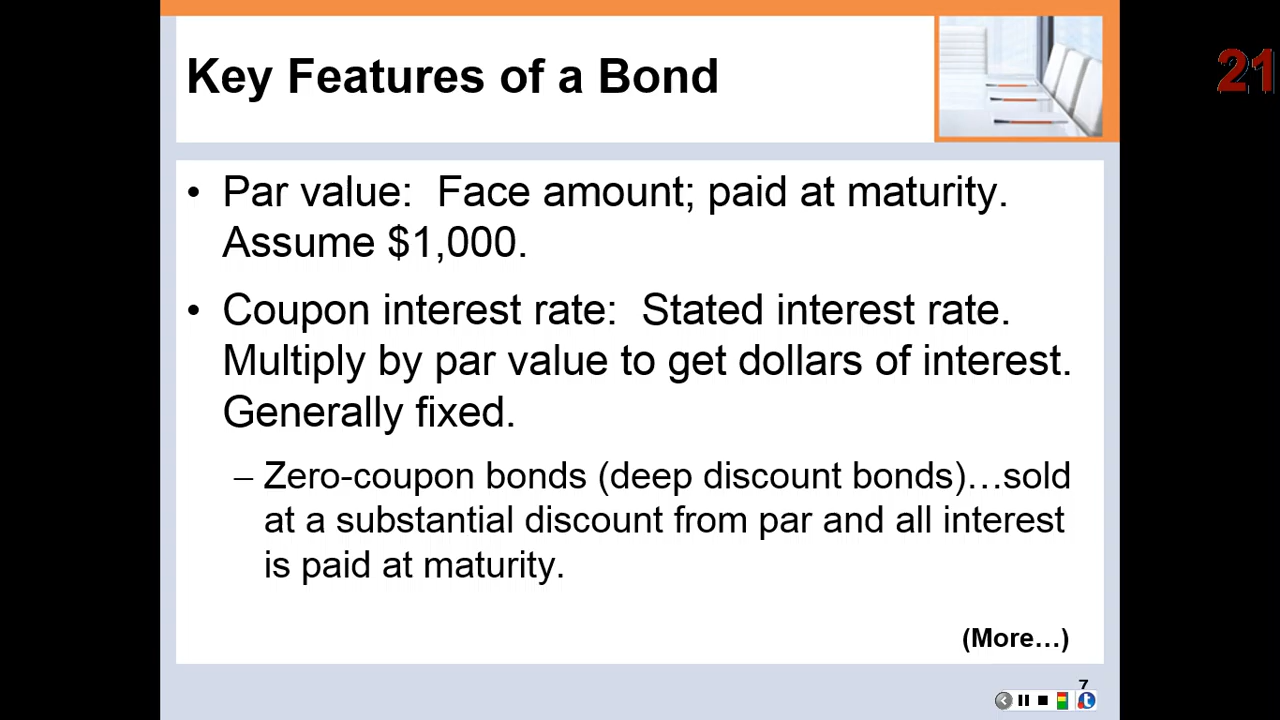 Key Features of a Bond
21
• Par value: Face amount; paid at maturity.
Assume $1,000.
• Coupon interest rate: Stated interest rate.
Multiply by par value to get dollars of interest.
Generally fixed.
– Zero-coupon bonds (deep discount bonds)…sold
at a substantial discount from par and all interest
is paid at maturity.
(More…)
7